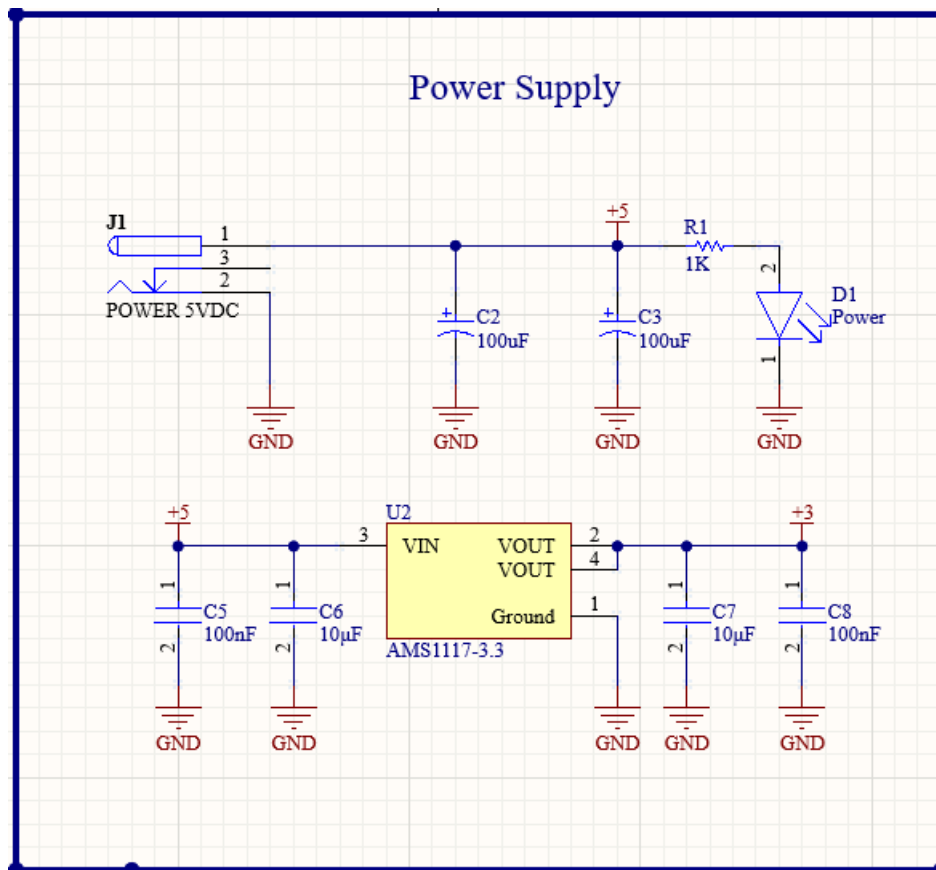 Power Supply
J1
1
3
2
POWER 5VDC
+5
R1
1K
2
D1
Power
1
+
C2
100uF
+
C3
100uF
GND
GND
GND
GND
+5
U2
3
VIN
VOUT
2
VOUT
4
Ground
1
AMS1117-3.3
+3
1
C5
100nF
2
1
C6
10µF
2
1
C7
10µF
2
1
C8
100nF
2
GND
GND
GND
GND
GND